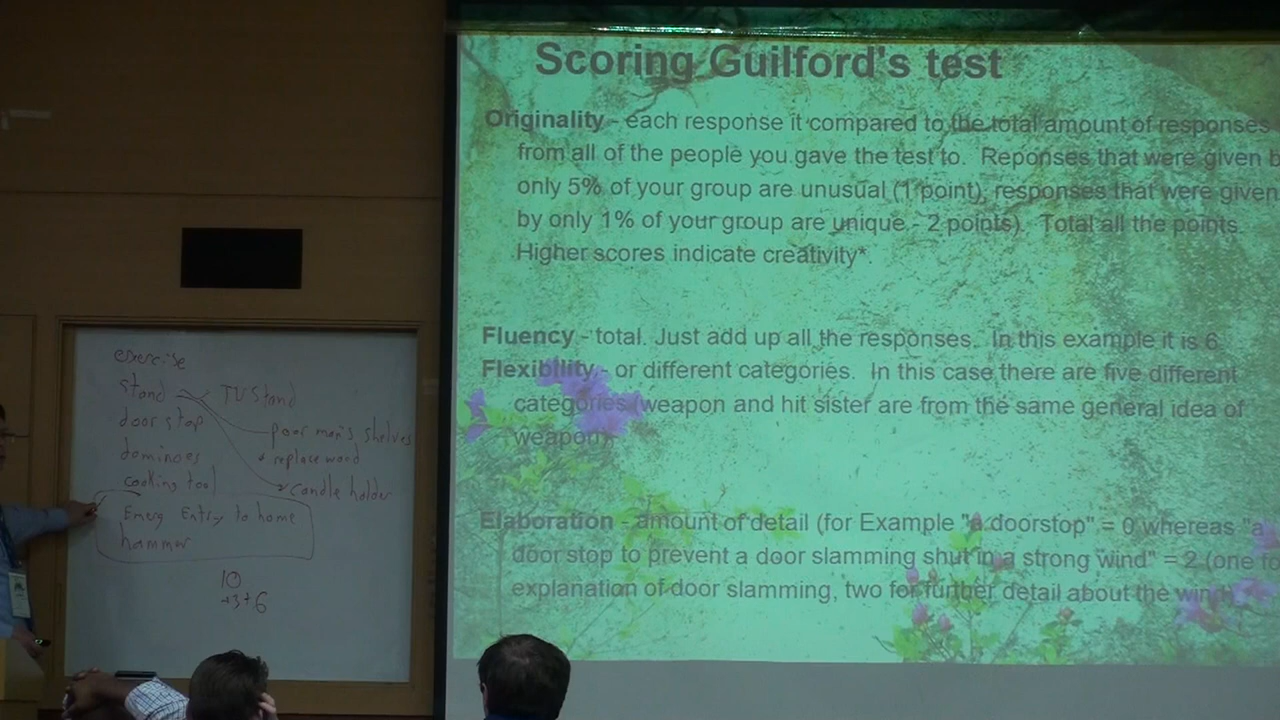 Scoring Guilford's test
Originality - each response it compared to the total amount of responses
from all of the people you gave the test to. Reponses that were given b
only 5% of your group are unusual (1 point), responses that were given
by only 1% of your group are unique - 2 points). Total all the points.
Higher scores indicate creativity*.
Fluency - total. Just add up all the responses. In this example it is 6.
Flexibility - or different categories. In this case there are five different
categories (weapon and hit sister are from the same general idea of
weapon)
Elaboration - amount of detail (for Example "a doorstop" = 0 whereas "a
door stop to prevent a door slamming shut in a strong wind" = 2 (one fo
explanation of door slamming, two for further detail about the wind)
exercise
stand TV Stand
door stop poor man's shelves
dominoes replace word
cooking tool candle holder
Emerg Entry to home
hammer
10
+3+6